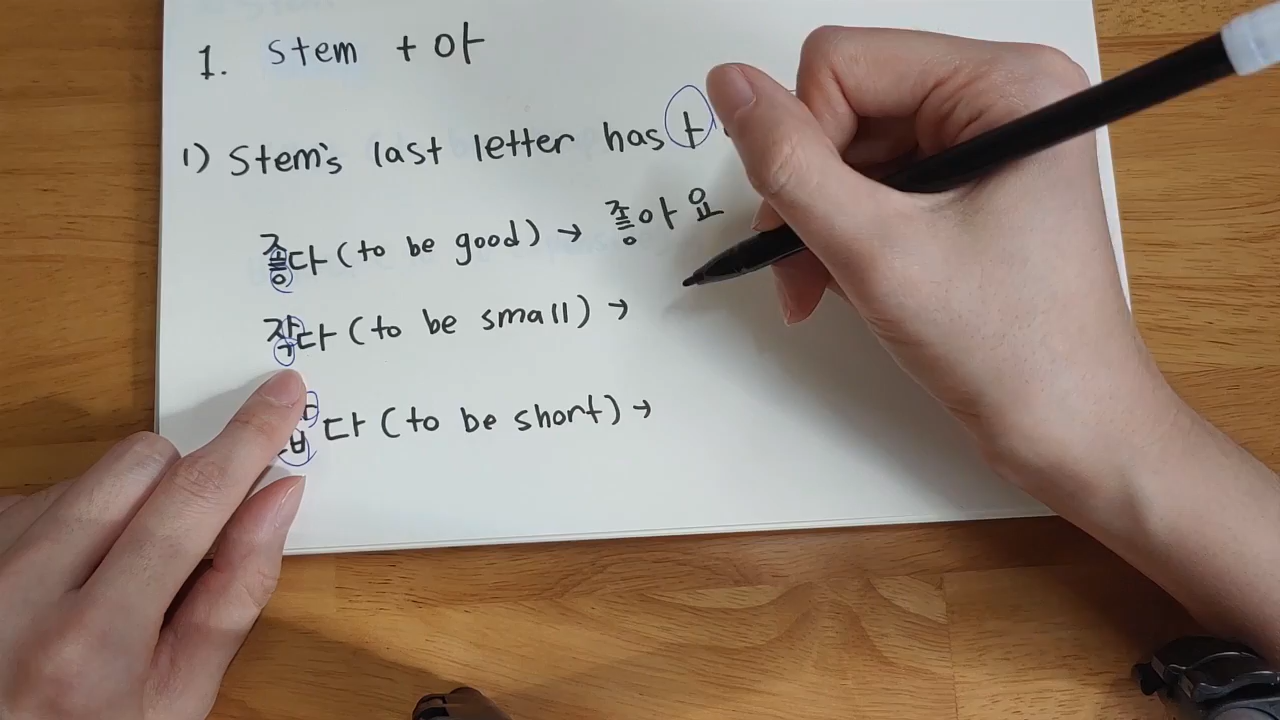 1. Stem + 아
1) Stem's last letter has ㅏ
좋다 (to be good) → 좋아요
작다 (to be small) →
다 (to be short) →